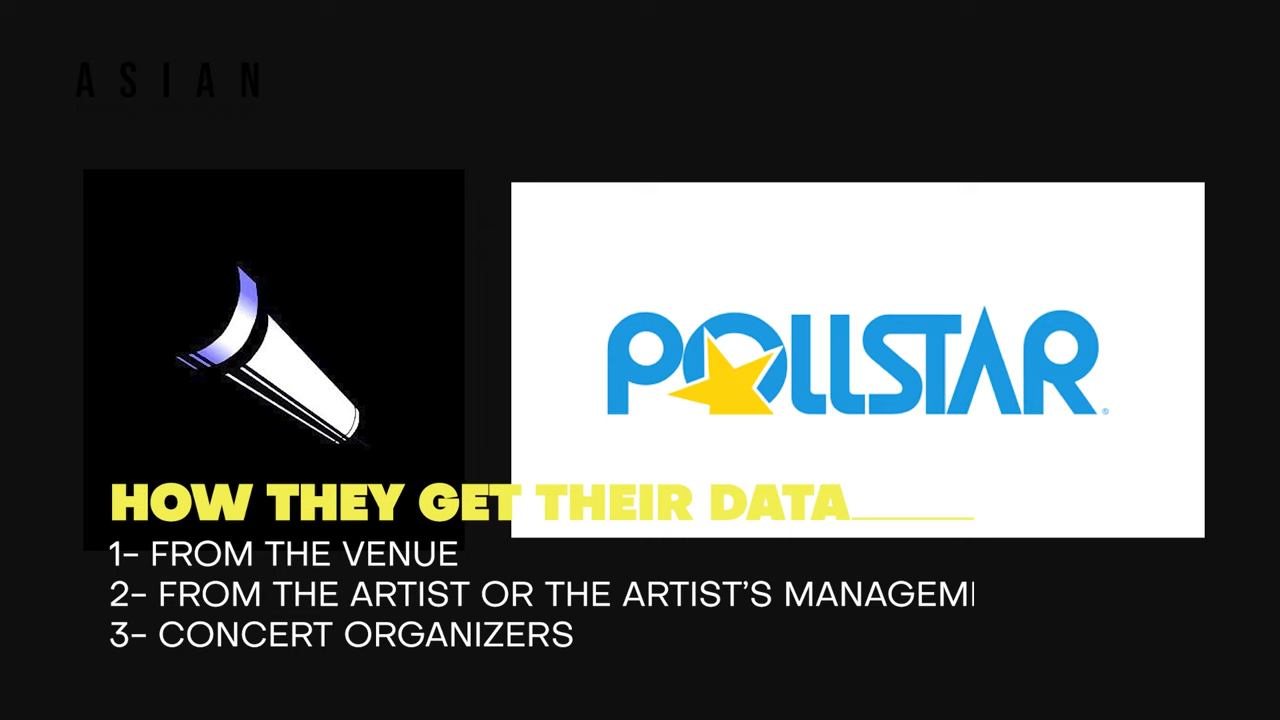 ASIAN
POLLSTAR
HOW THEY GET THEIR DATA
1- FROM THE VENUE
2- FROM THE ARTIST OR THE ARTIST'S MANAGEM
3- CONCERT ORGANIZERS